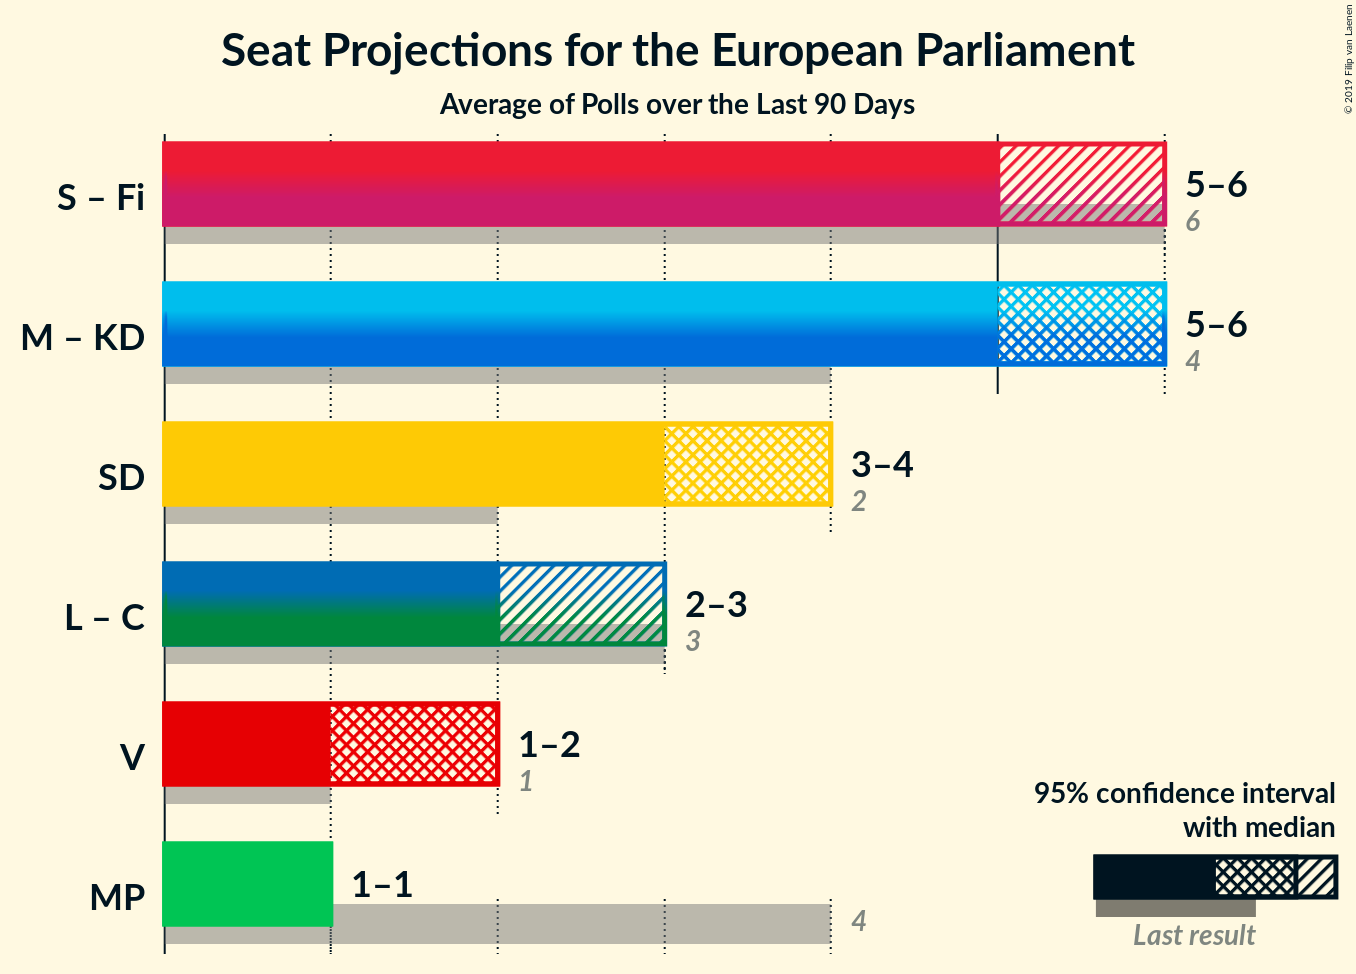 Seat Projections for the European Parliament
Average of Polls over the Last 90 Days
© 2019 Filip van Laenen
S – Fi
5–6
6
M – KD
5–6
4
SD
3–4
2
L – C
2–3
3
V
1–2
1
MP
1–1
4
95% confidence interval
with median
Last result